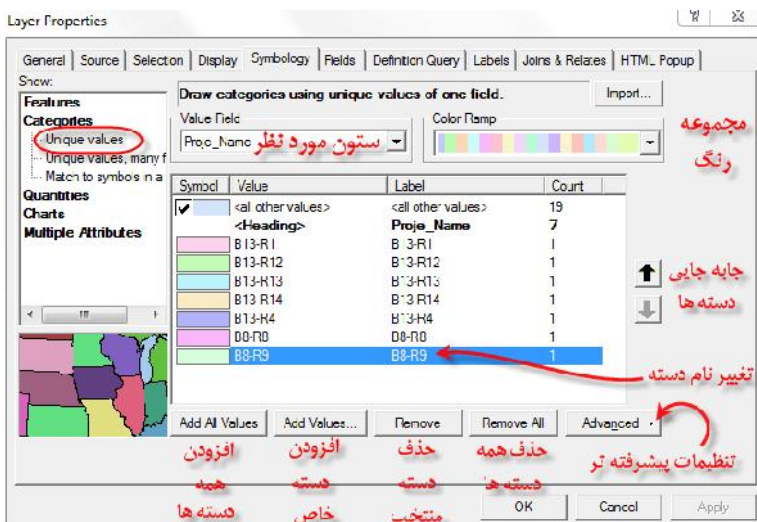 Layer Properties
General Source Selection Display Symbology Fields Definition Query Labels Joins & Relates HTML Popup
Show:
Features
Categories
Unique values
Unique values, many f
Match to symbols in a
Quantities
Charts
Multiple Attributes
Draw categories using unique values of one field.
Import...
Value Field
Proje_Name
ستون مورد نظر
Color Ramp
مجموعه
رنگ
Symbol Value Label Count
<all other values> <all other values> 19
<Heading> Proje_Name 7
B13-R1 B13-R1 1
B13-R12 B13-R12 1
B13-R13 B13-R13 1
B13-R14 B13-R14 1
B13-R4 B13-R4 1
B8-R8 B8-R8 1
B8-R9 B8-R9 1
جابه جایی
دسته ها
تغییر نام دسته
Add All Values Add Values... Remove Remove All Advanced
افزودن
همه
دسته ها
افزودن
دسته
خاص
حذف
دسته
منتخب
حذف همه
دسته ها
تنظیمات پیشرفته تر
OK Cancel Apply